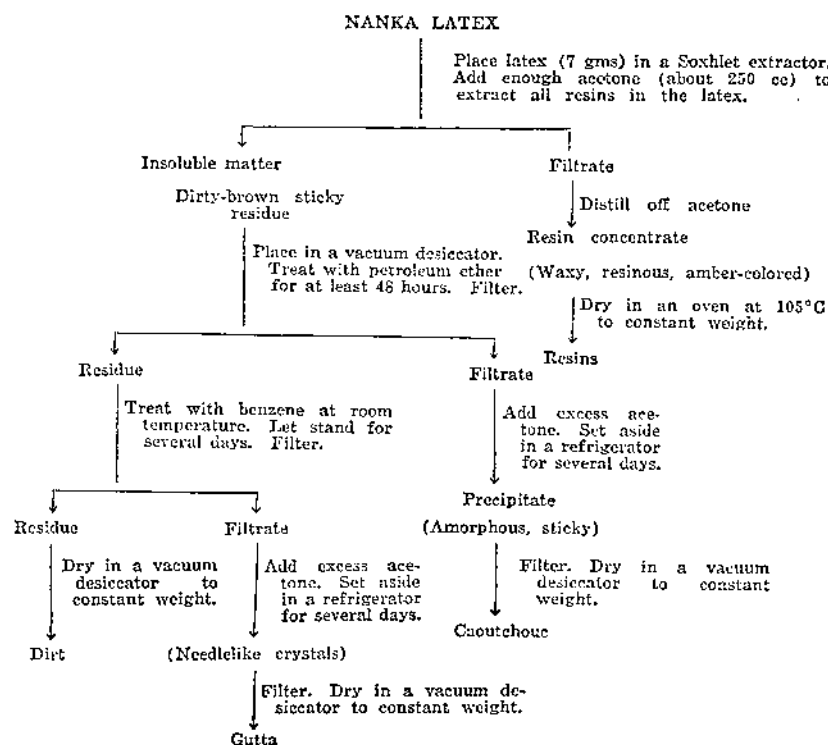 NANKA LATEX
Place latex (7 gms) in a Soxhlet extractor.
Add enough acetone (about 250 cc) to
extract all resins in the latex.
Insoluble matter
Filtrate
Dirty-brown sticky
residue
Distill off acetone
Resin concentrate
Place in a vacuum desiccator.
Treat with petroleum ether
for at least 48 hours. Filter.
(Waxy, resinous, amber-colored)
Dry in an oven at 105°C
to constant weight.
Resins
Residue
Filtrate
Treat with benzene at room
temperature. Let stand for
several days. Filter.
Add excess ace-
tone. Set aside
in a refrigerator
for several days.
Precipitate
(Amorphous, sticky)
Residue
Filtrate
Dry in a vacuum
desiccator to
constant weight.
Add excess ace-
tone. Set aside
in a refrigerator
for several days.
Filter. Dry in a vacuum
desiccator to constant
weight.
Caoutchouc
Dirt
(Needlelike crystals)
Filter. Dry in a vacuum de-
siccator to constant weight.
Gutta